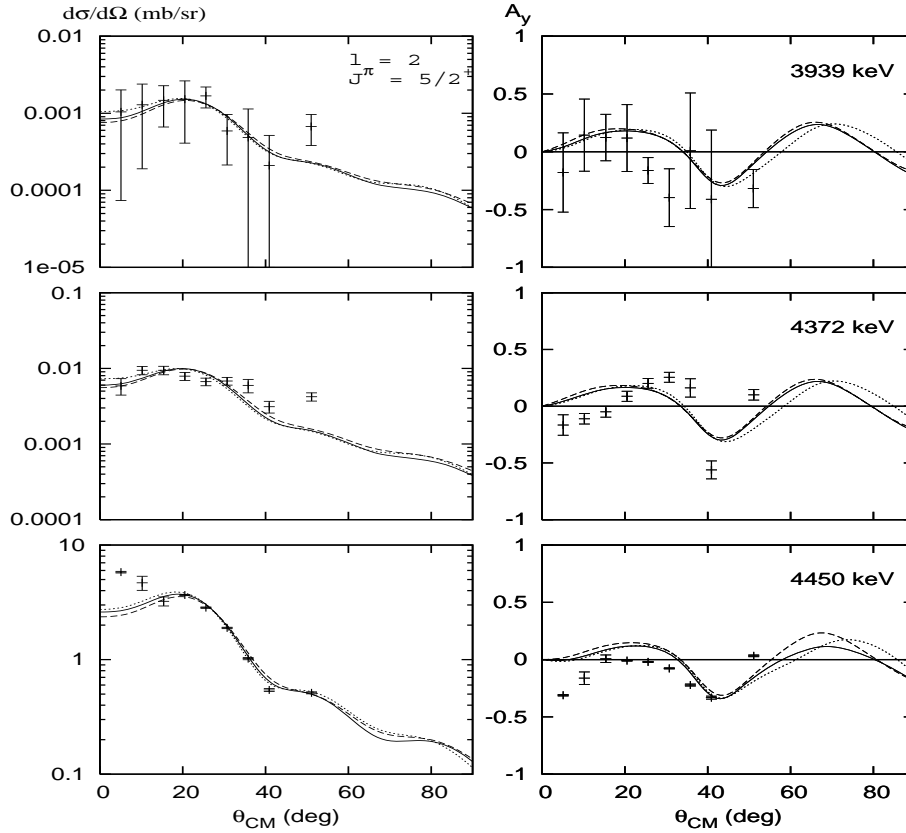 dσ/dΩ (mb/sr)
A_y
0.01
0.001
0.0001
1e-05
l = 2
J^π = 5/2^+
1
0.5
0
-0.5
-1
3939 keV
0.1
0.01
0.001
0.0001
1
0.5
0
-0.5
-1
4372 keV
10
1
0.1
1
0.5
0
-0.5
-1
4450 keV
0 20 40 60 80
θ_CM (deg)
0 20 40 60 80
θ_CM (deg)